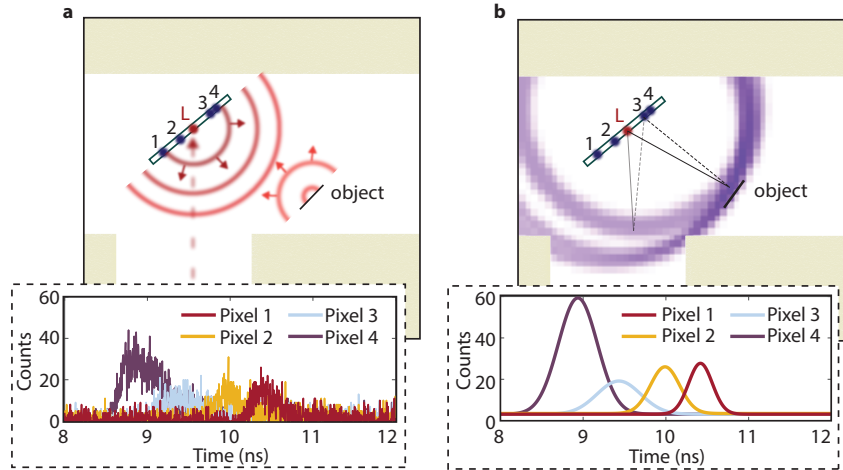 a
1
2
L
3
4
object
60
40
20
0
Counts
Pixel 1
Pixel 3
Pixel 2
Pixel 4
8
9
10
11
12
Time (ns)
b
1
2
L
3
4
object
60
40
20
0
Counts
Pixel 1
Pixel 3
Pixel 2
Pixel 4
8
9
10
11
12
Time (ns)